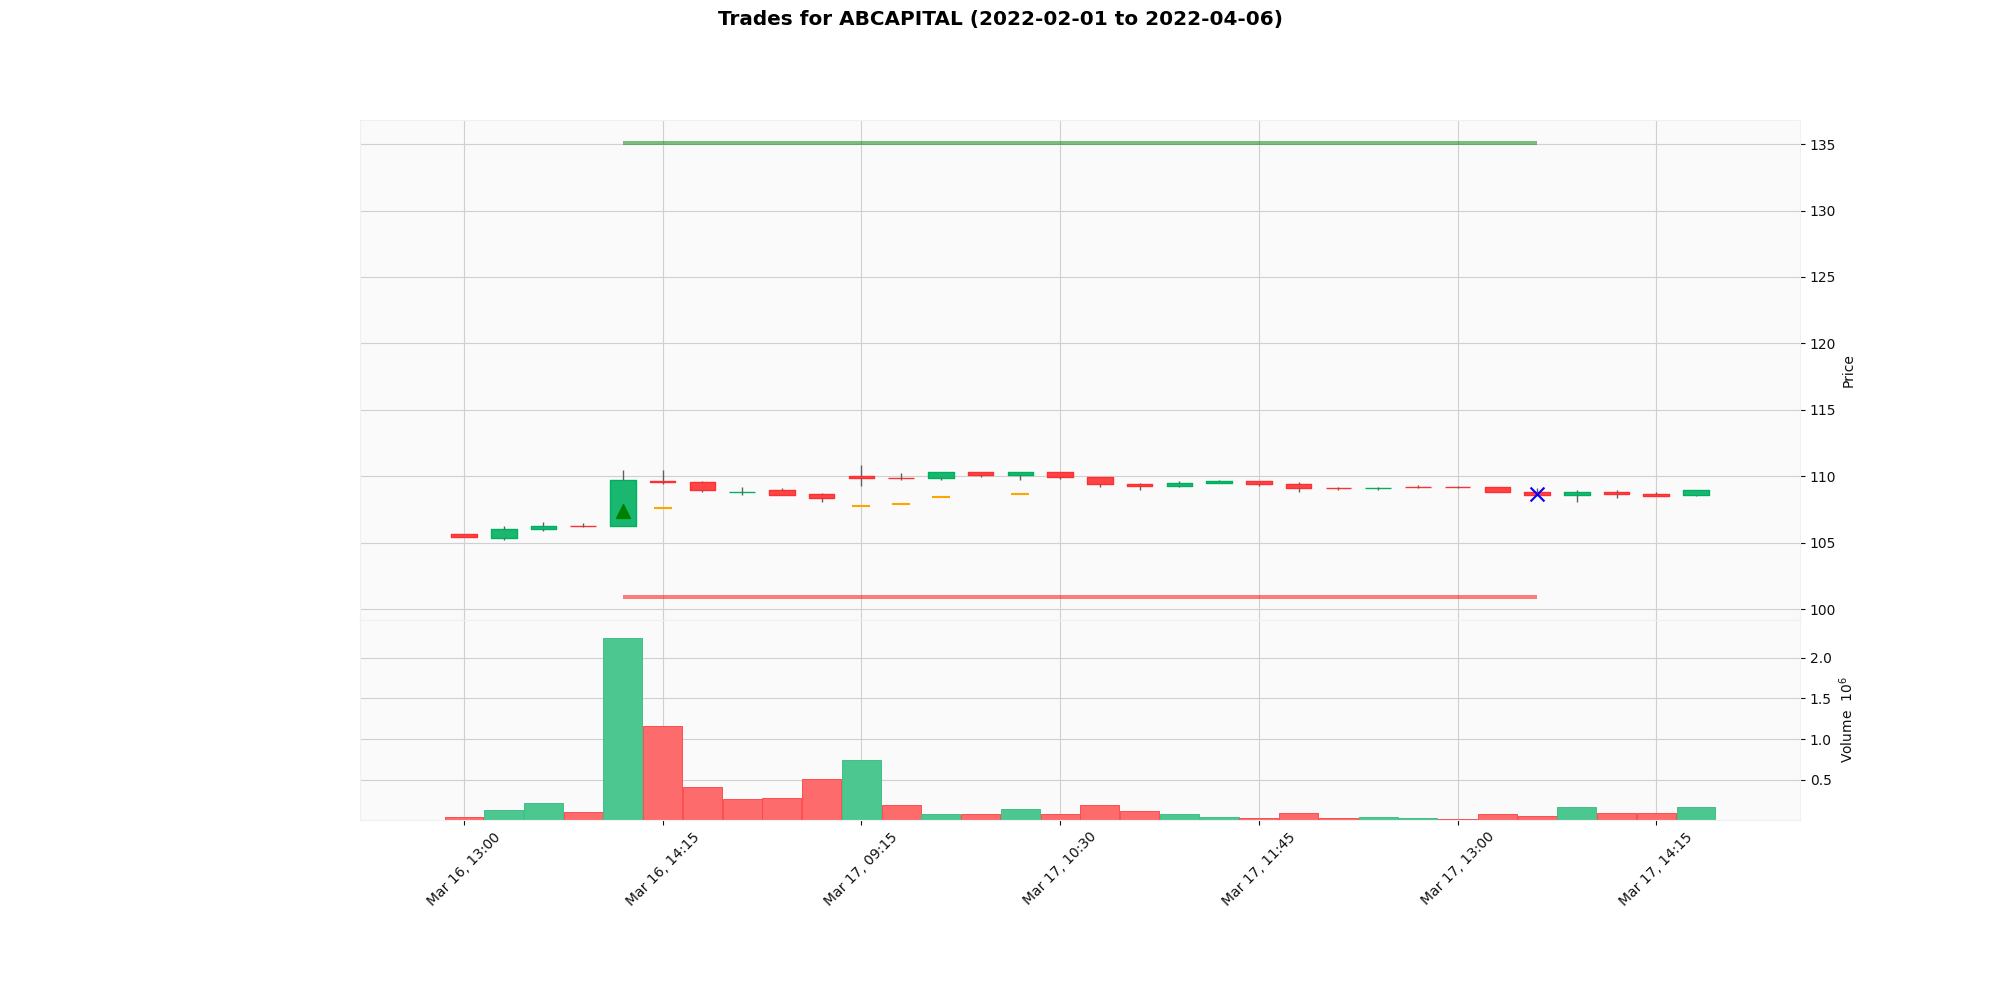 Trades for ABCAPITAL (2022-02-01 to 2022-04-06)
135
130
125
120
115
110
105
100
Price
2.0
1.5
1.0
0.5
Volume 10⁶
Mar 16, 13:00
Mar 16, 14:15
Mar 17, 09:15
Mar 17, 10:30
Mar 17, 11:45
Mar 17, 13:00
Mar 17, 14:15